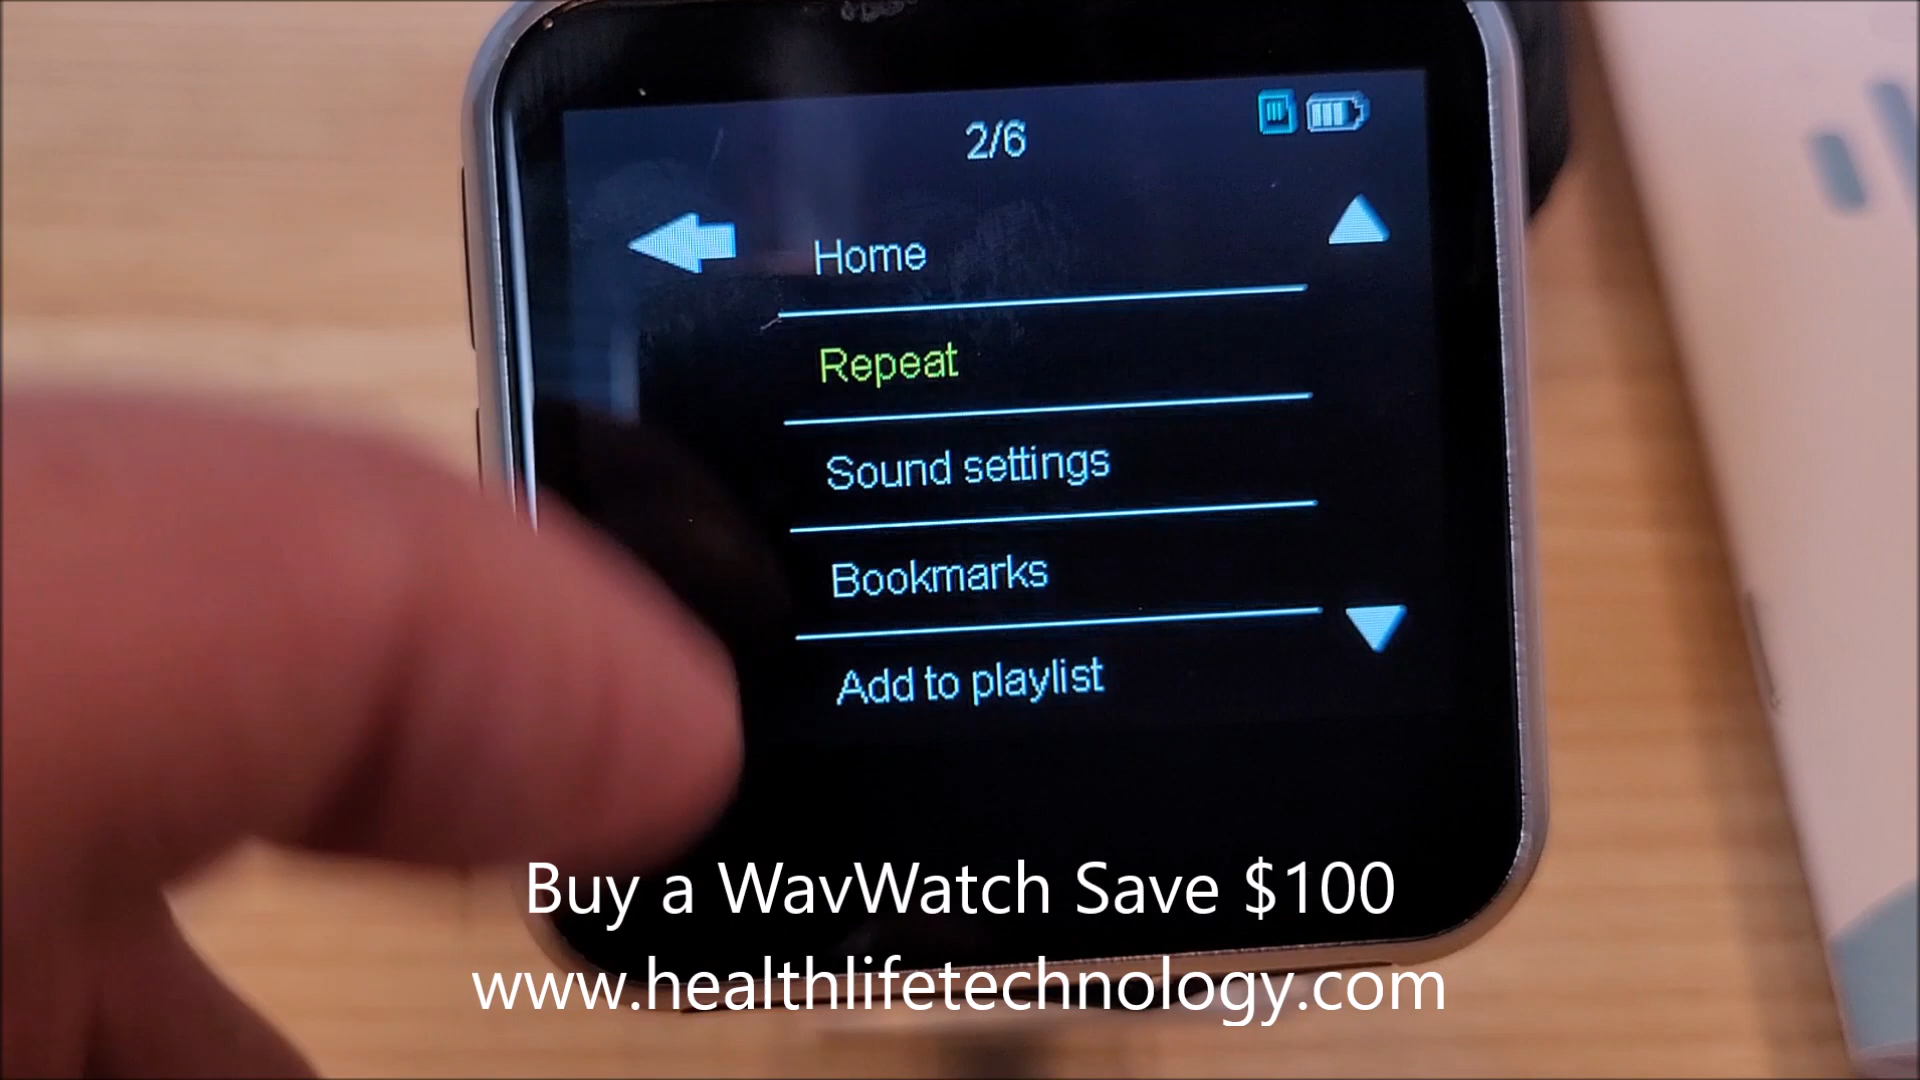 2/6
Home
Repeat
Sound settings
Bookmarks
Add to playlist
Buy a WavWatch Save $100
www.healthlifetechnology.com